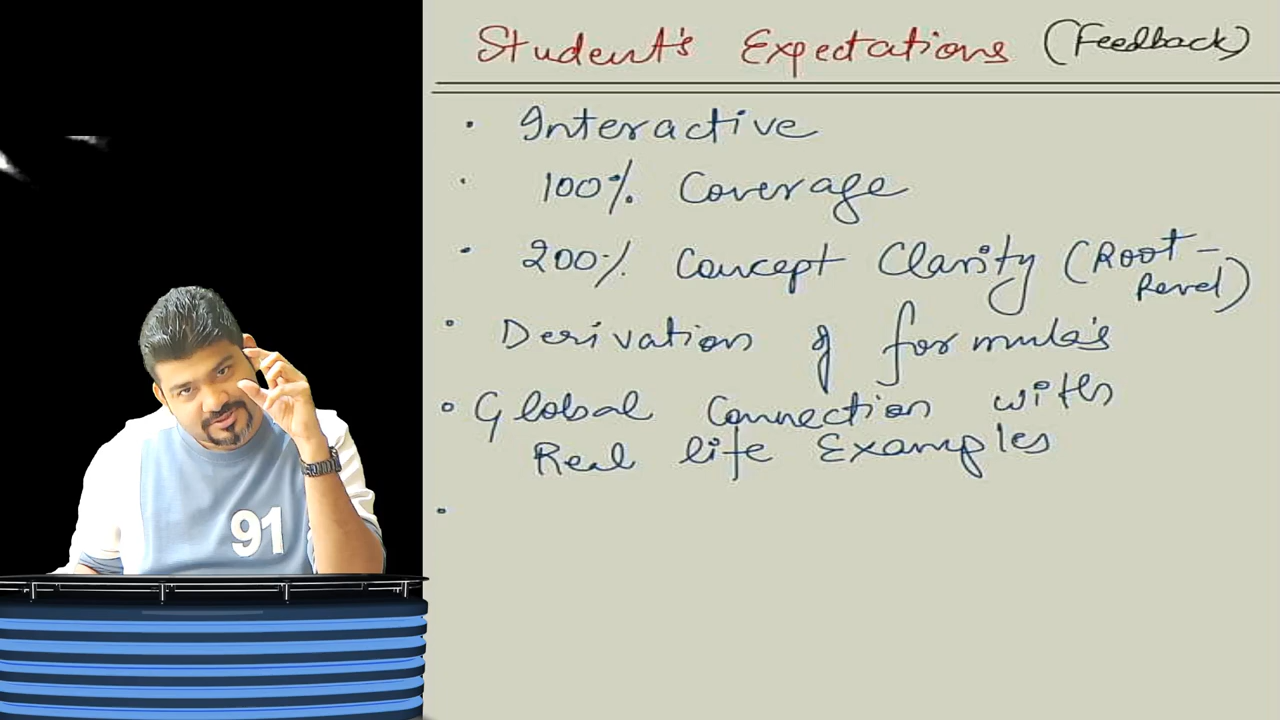 Student's Expectations (Feedback)
• Interactive
• 100% Coverage
• 200% Concept Clarity (Root-
Level)
• Derivation of formula's
• Global Connection with
Real life Examples
•
91